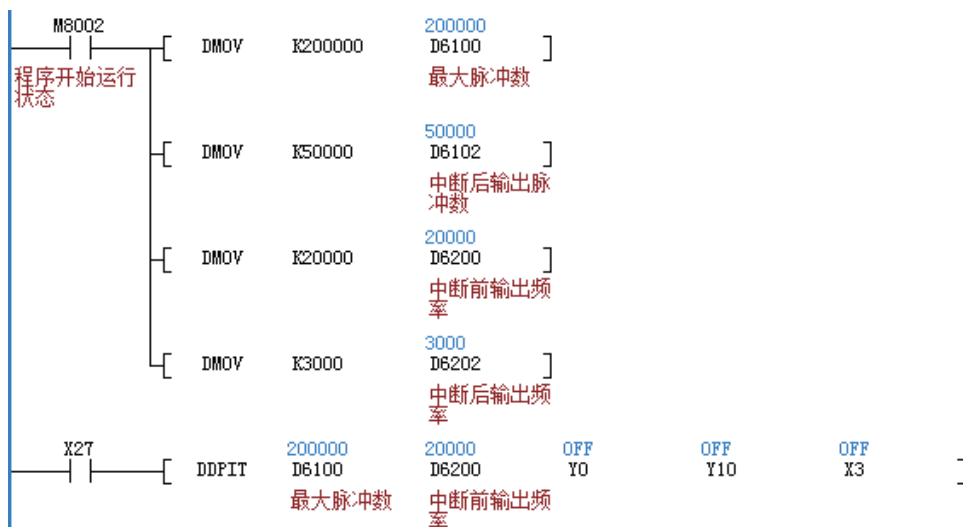 M8002
200000
DMOV K200000 D6100
程序开始运行
状态
最大脉冲数
50000
DMOV K50000 D6102
中断后输出脉
冲数
20000
DMOV K20000 D6200
中断前输出频
率
3000
DMOV K3000 D6202
中断后输出频
率
X27 200000 20000 OFF OFF OFF
DDPIT D6100 D6200 Y0 Y10 X3
最大脉冲数 中断前输出频
率